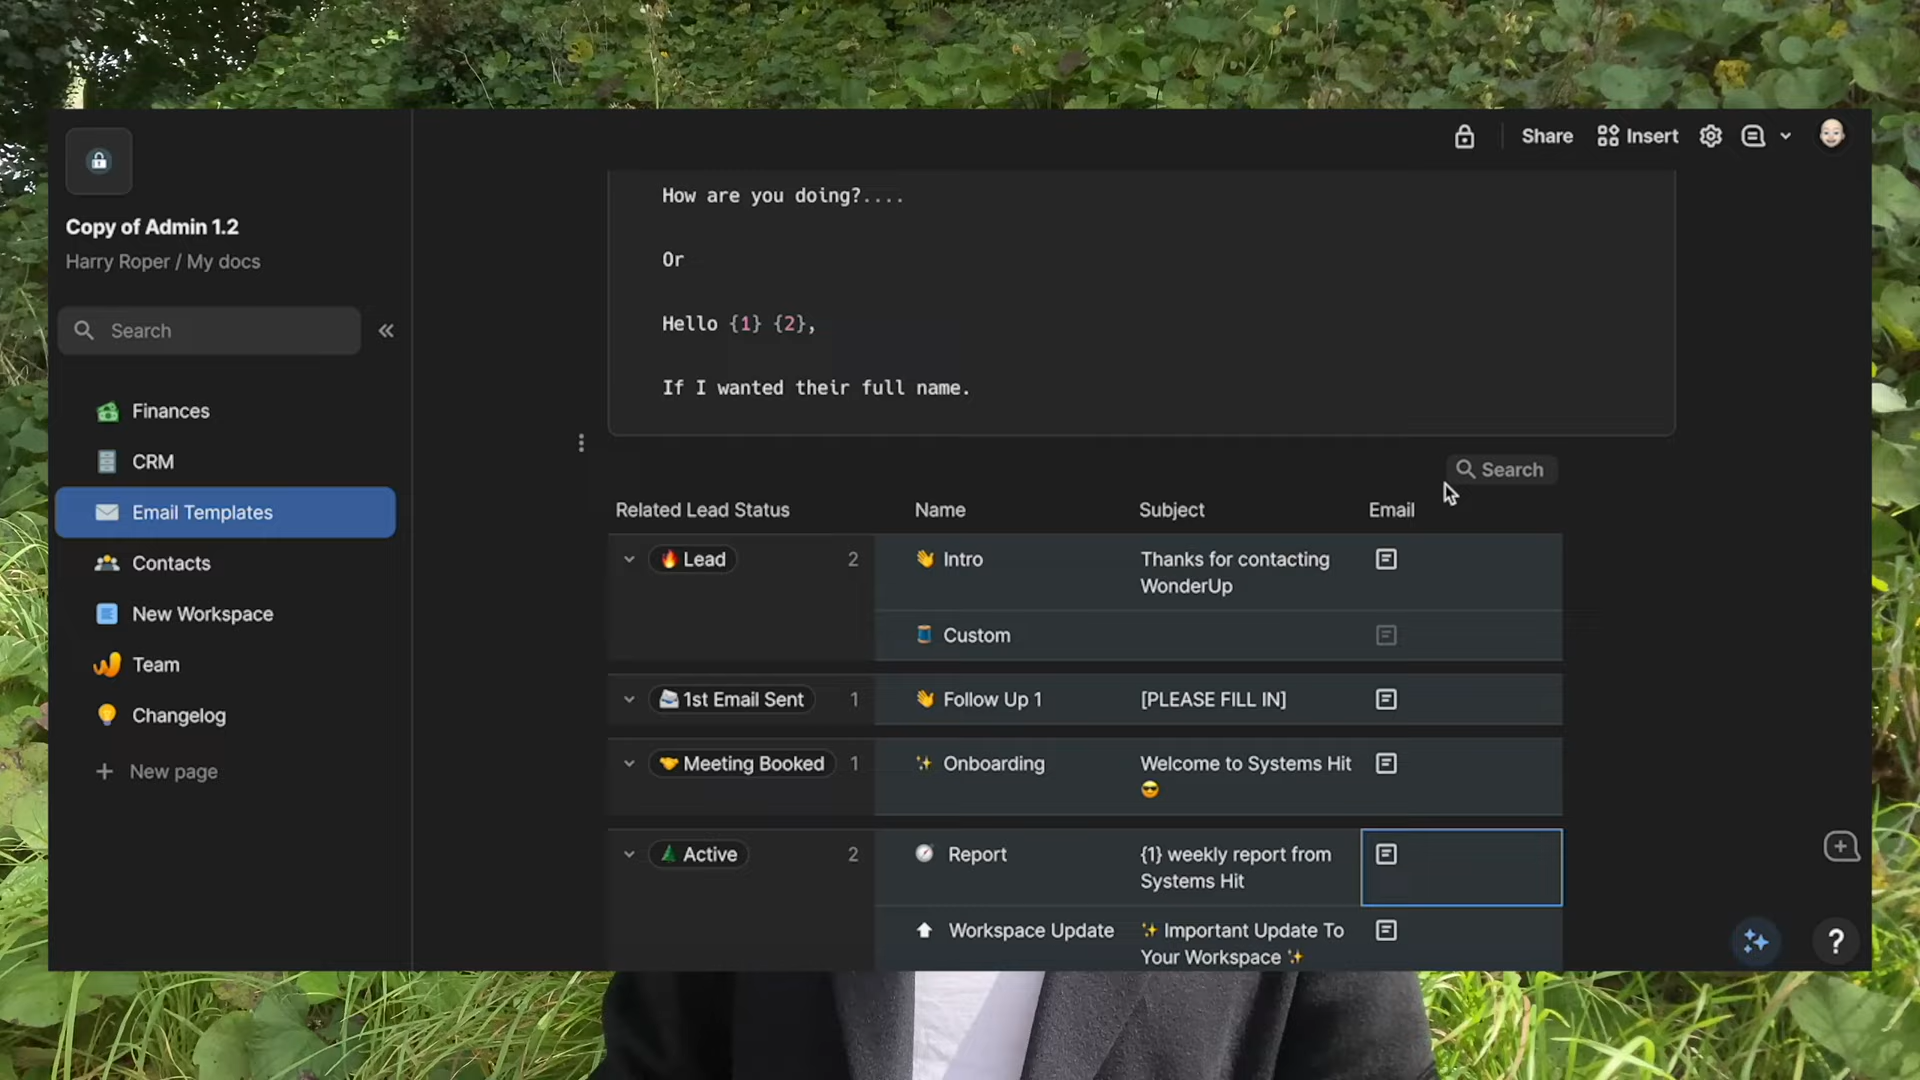 Share
Insert
Copy of Admin 1.2
Harry Roper / My docs
Search
Finances
CRM
Email Templates
Contacts
New Workspace
Team
Changelog
New page
How are you doing?....
Or
Hello {1} {2},
If I wanted their full name.
Search
Related Lead Status Name Subject Email
🔥 Lead 2 👋 Intro Thanks for contacting
WonderUp
🧵 Custom
📨 1st Email Sent 1 👋 Follow Up 1 [PLEASE FILL IN]
🤝 Meeting Booked 1 ✨ Onboarding Welcome to Systems Hit
😎
🌲 Active 2 🧭 Report {1} weekly report from
Systems Hit
Workspace Update ✨ Important Update To
Your Workspace ✨
?